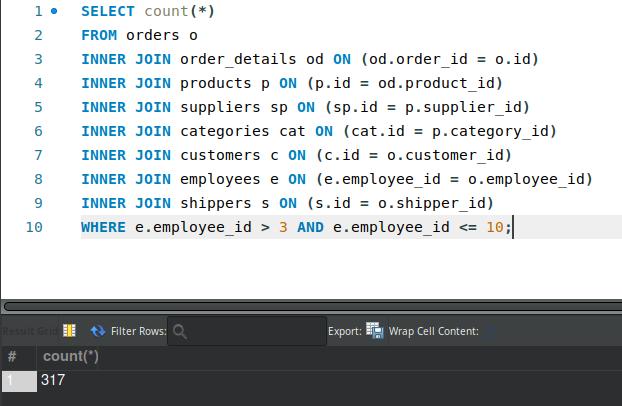 1 SELECT count(*)
2 FROM orders o
3 INNER JOIN order_details od ON (od.order_id = o.id)
4 INNER JOIN products p ON (p.id = od.product_id)
5 INNER JOIN suppliers sp ON (sp.id = p.supplier_id)
6 INNER JOIN categories cat ON (cat.id = p.category_id)
7 INNER JOIN customers c ON (c.id = o.customer_id)
8 INNER JOIN employees e ON (e.employee_id = o.employee_id)
9 INNER JOIN shippers s ON (s.id = o.shipper_id)
10 WHERE e.employee_id > 3 AND e.employee_id <= 10;
Result Grid Filter Rows: Export: Wrap Cell Content:
# count(*)
1 317